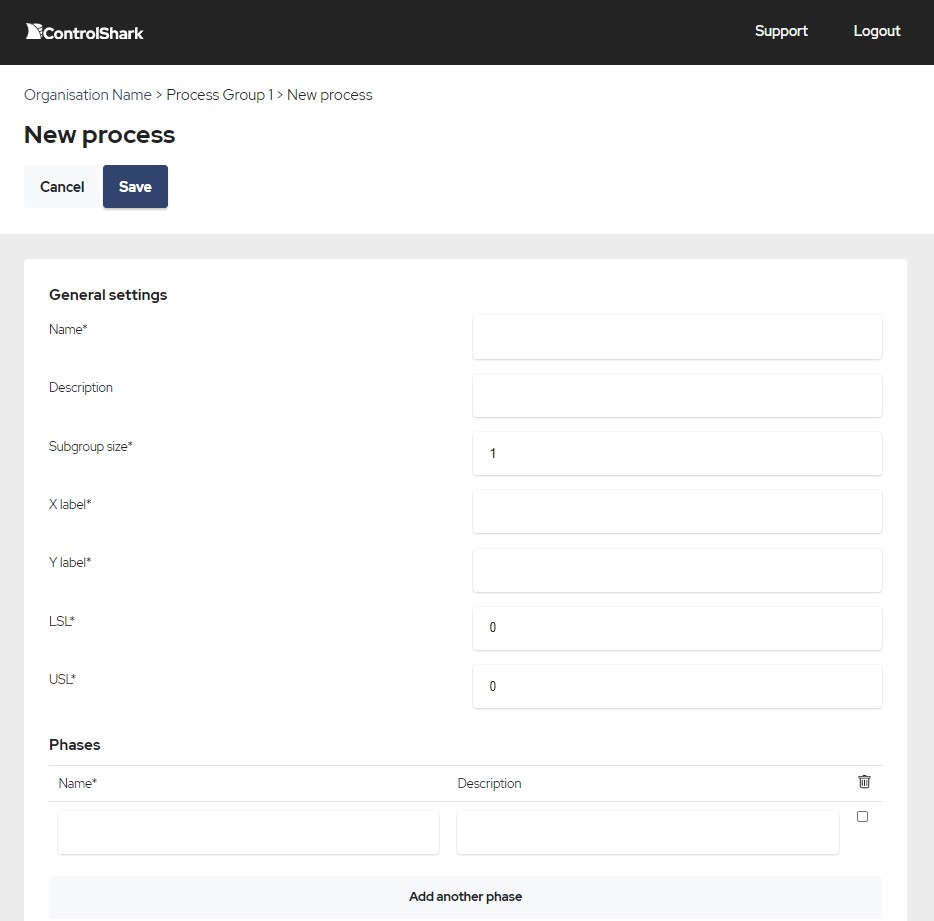 ControlShark Support Logout
Organisation Name > Process Group 1 > New process
New process
Cancel Save
General settings
Name*
Description
Subgroup size* 1
X label*
Y label*
LSL* 0
USL* 0
Phases
Name* Description
Add another phase